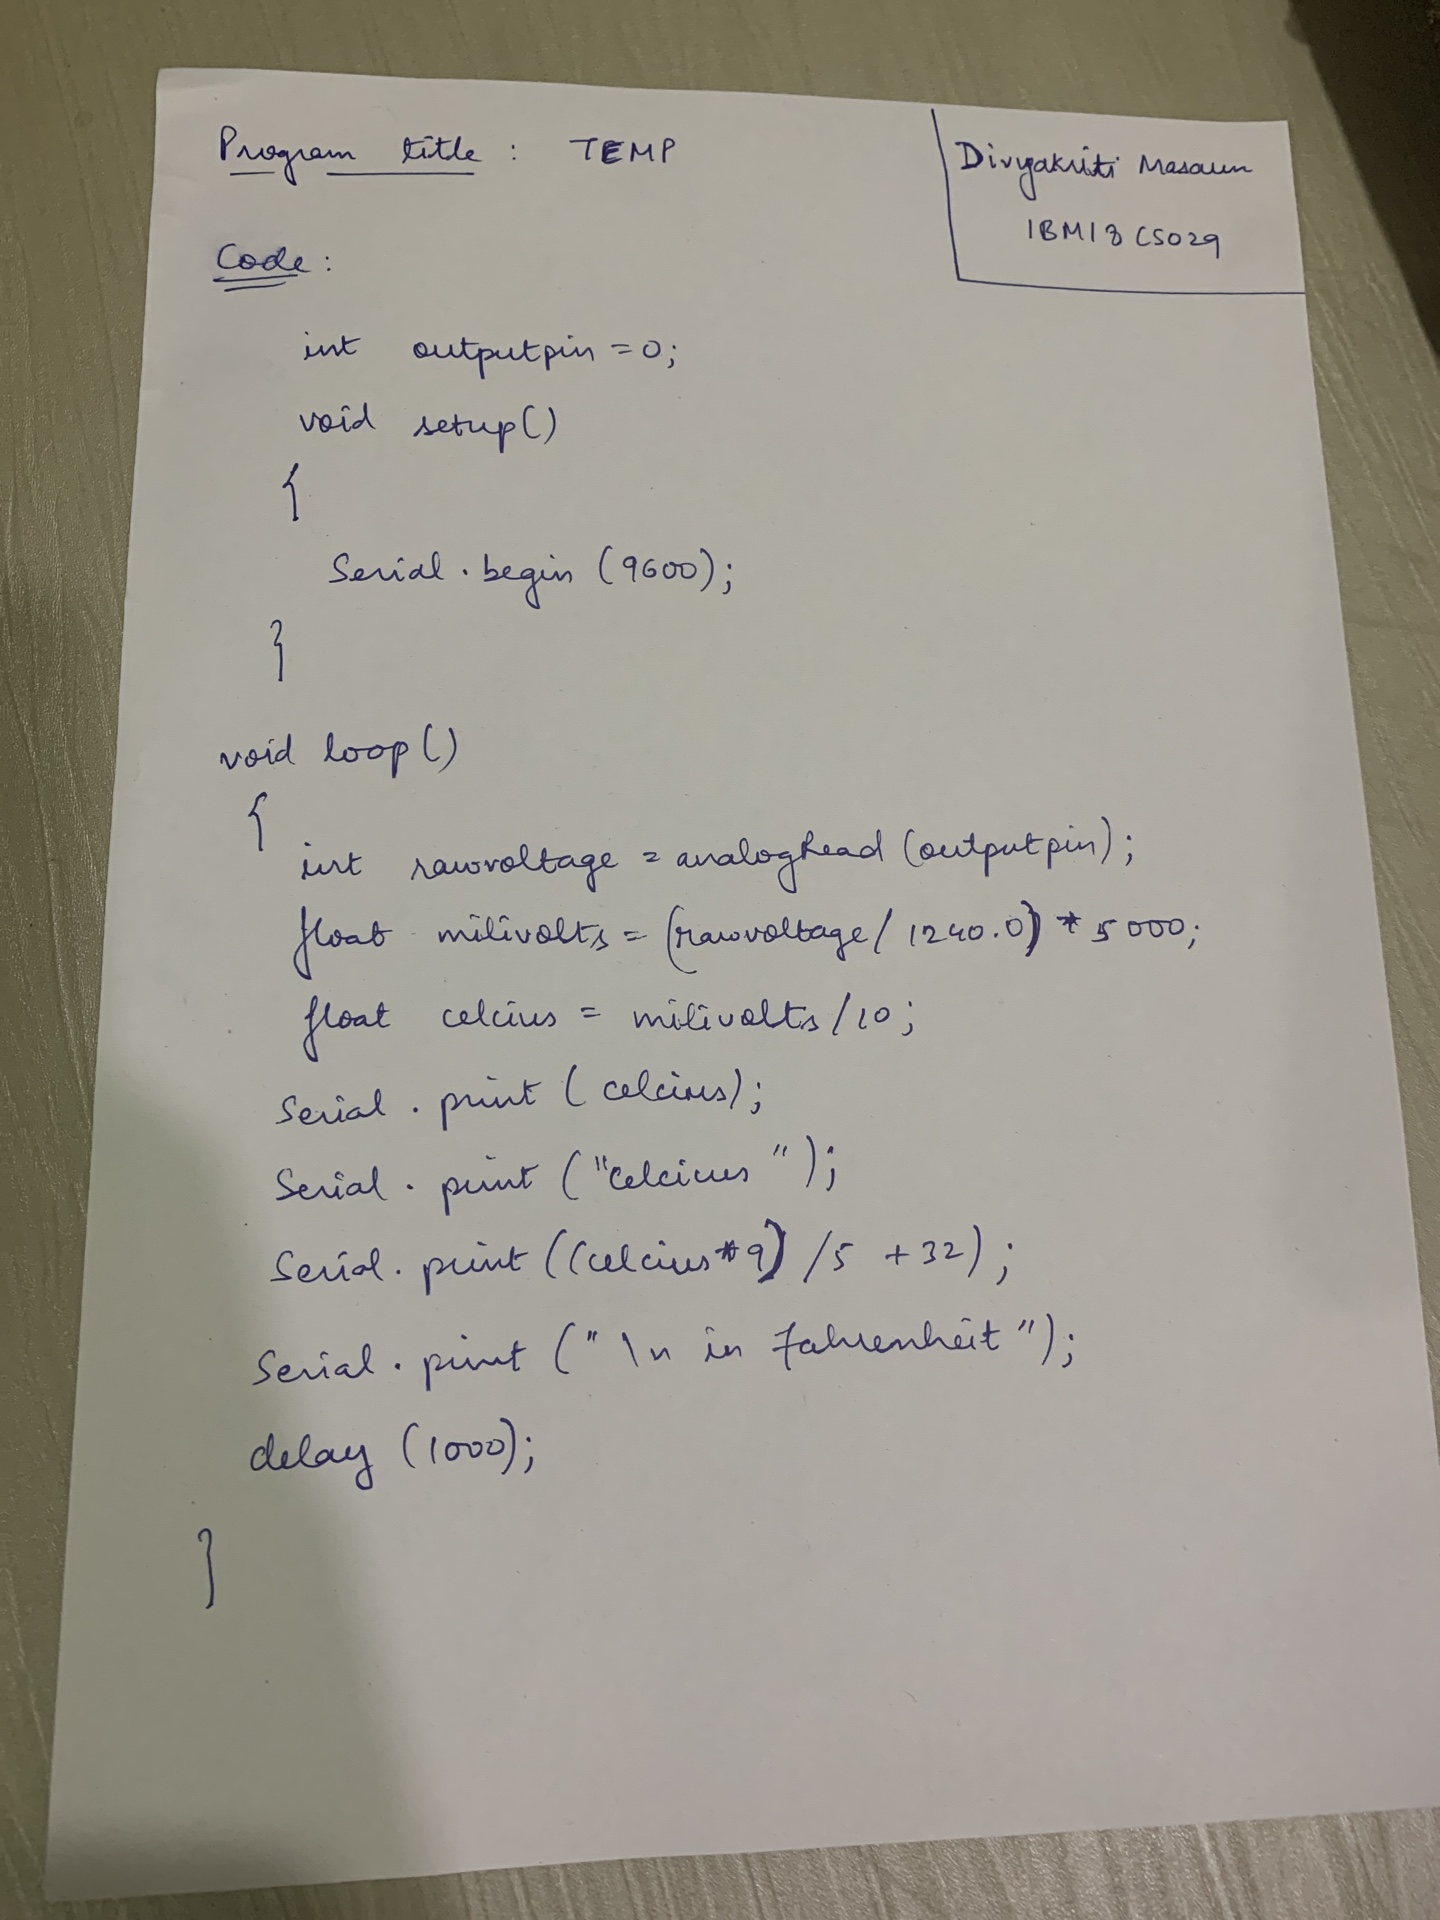 Program title : TEMP
Divyakriti Masaun
1BM18CS029
Code :
int outputpin = 0;
void setup()
{
Serial.begin (9600);
}
void loop()
{
int rawvoltage = analogRead (outputpin);
float milivolts = (rawvoltage / 1240.0) * 5000;
float celcius = milivolts / 10;
Serial.print ( celcius);
Serial.print ("celcius ");
Serial.print ((celcius*9) /5 +32);
Serial.print (" \n in fahrenheit");
delay (1000);
}